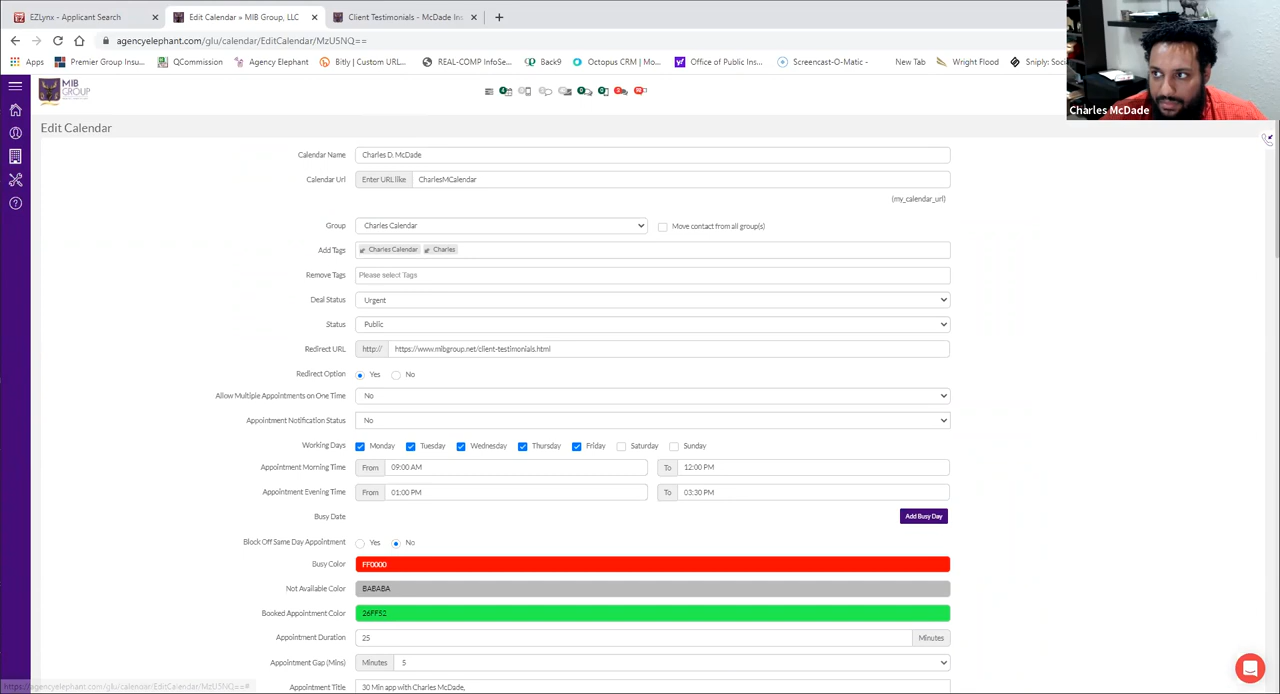 EZLynx - Applicant Search
Edit Calendar » MIB Group, LLC
Client Testimonials - McDade Ins
agencyelephant.com/glu/calendar/EditCalendar/MzU5NQ==
Apps
Premier Group Insu...
QCommission
Agency Elephant
Bitly | Custom URL...
REAL-COMP InfoSe...
Back9
Octopus CRM | Mo...
Office of Public Ins...
Screencast-O-Matic -
New Tab
Wright Flood
Sniply: Soci
Charles McDade
MIB
GROUP
Edit Calendar
Calendar Name Charles D. McDade
Calendar Url Enter URL like CharlesMCalendar
(my_calendar_url)
Group Charles Calendar Move contact from all group(s)
Add Tags Charles Calendar Charles
Remove Tags Please select Tags
Deal Status Urgent
Status Public
Redirect URL http:// https://www.mibgroup.net/client-testimonials.html
Redirect Option Yes No
Allow Multiple Appointments on One Time No
Appointment Notification Status No
Working Days Monday Tuesday Wednesday Thursday Friday Saturday Sunday
Appointment Morning Time From 09:00 AM To 12:00 PM
Appointment Evening Time From 01:00 PM To 03:30 PM
Busy Date Add Busy Day
Block Off Same Day Appointment Yes No
Busy Color FF0000
Not Available Color BABABA
Booked Appointment Color 26FF52
Appointment Duration 25 Minutes
Appointment Gap (Mins) Minutes 5
Appointment Title 30 Min app with Charles McDade,
https://agencyelephant.com/glu/calendar/EditCalendar/MzU5NQ==#